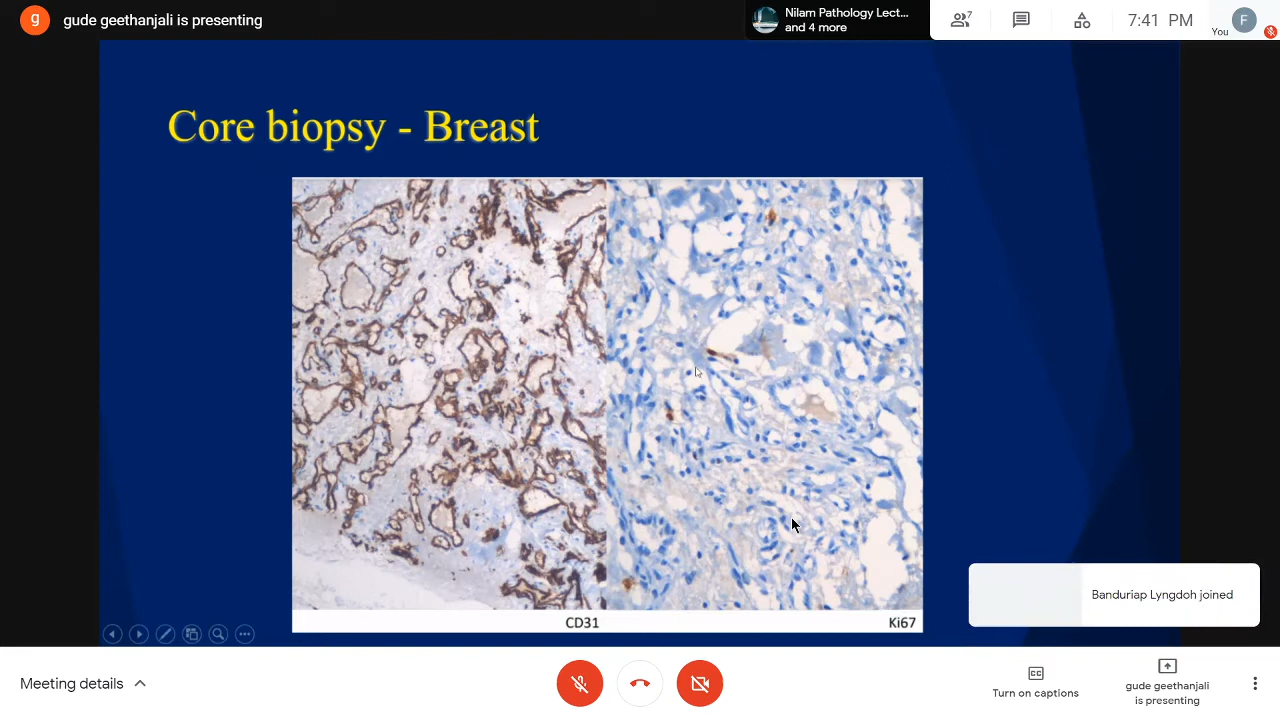 g
gude geethanjali is presenting
Nilam Pathology Lect...
and 4 more
7
7:41 PM
You
F
Core biopsy - Breast
CD31
Ki67
Banduriap Lyngdoh joined
Meeting details
CC
Turn on captions
gude geethanjali
is presenting